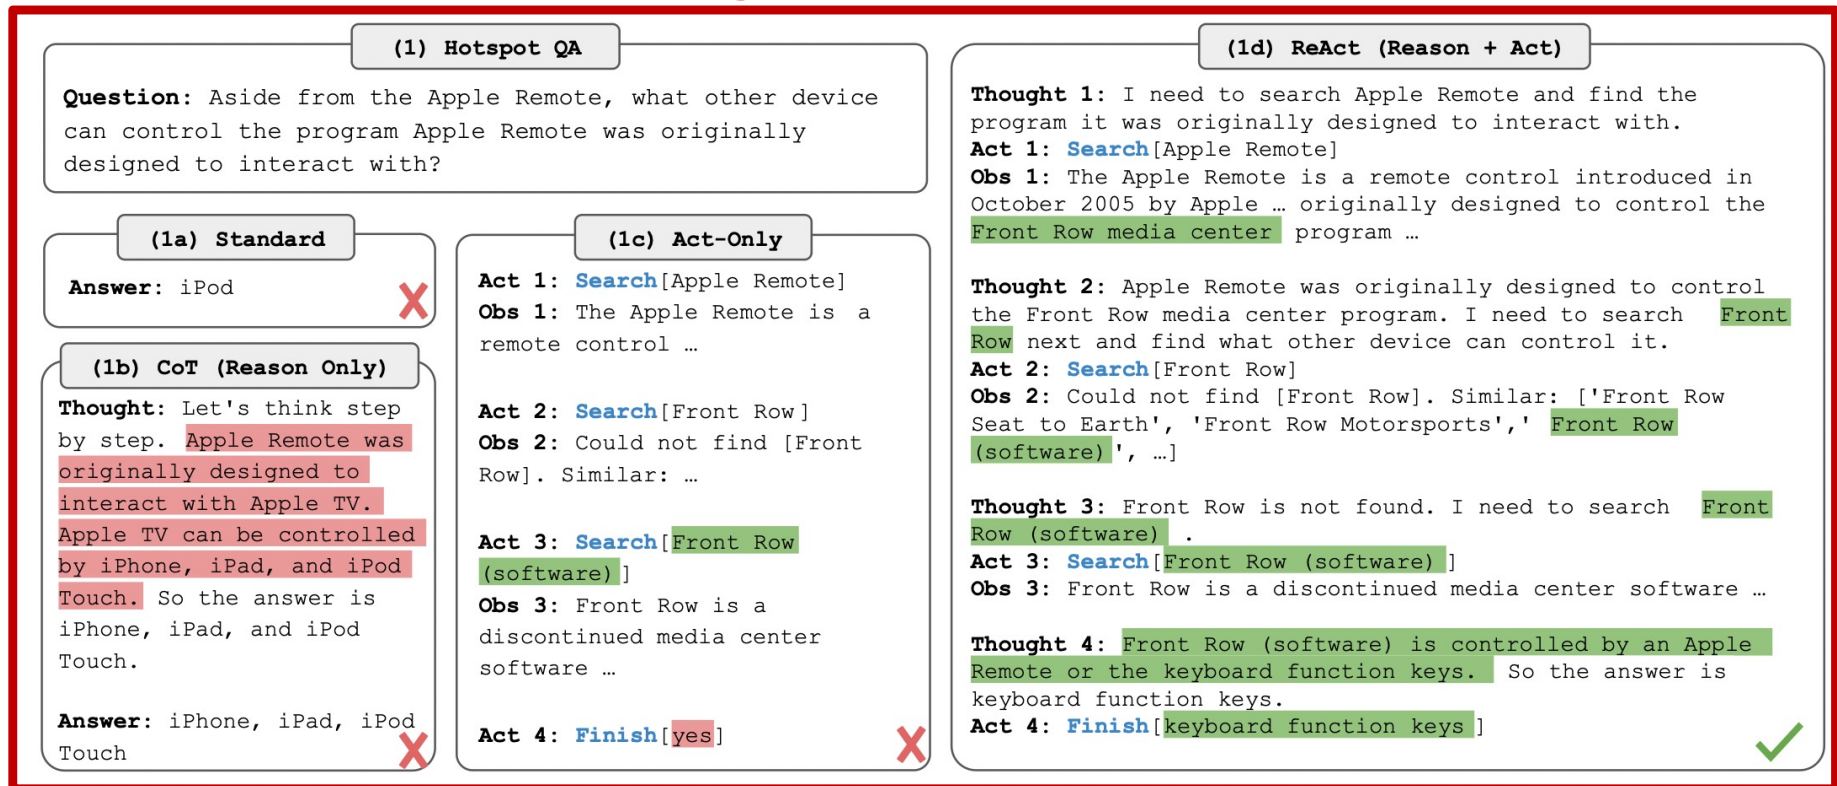 (1) Hotspot QA
Question: Aside from the Apple Remote, what other device
can control the program Apple Remote was originally
designed to interact with?
(1a) Standard
Answer: iPod
(1b) CoT (Reason Only)
Thought: Let's think step
by step. Apple Remote was
originally designed to
interact with Apple TV.
Apple TV can be controlled
by iPhone, iPad, and iPod
Touch. So the answer is
iPhone, iPad, and iPod
Touch.
Answer: iPhone, iPad, iPod
Touch
(1c) Act-Only
Act 1: Search[Apple Remote]
Obs 1: The Apple Remote is a
remote control …
Act 2: Search[Front Row]
Obs 2: Could not find [Front
Row]. Similar: …
Act 3: Search[Front Row
(software)]
Obs 3: Front Row is a
discontinued media center
software …
Act 4: Finish[yes]
(1d) ReAct (Reason + Act)
Thought 1: I need to search Apple Remote and find the
program it was originally designed to interact with.
Act 1: Search[Apple Remote]
Obs 1: The Apple Remote is a remote control introduced in
October 2005 by Apple … originally designed to control the
Front Row media center program …
Thought 2: Apple Remote was originally designed to control
the Front Row media center program. I need to search Front
Row next and find what other device can control it.
Act 2: Search[Front Row]
Obs 2: Could not find [Front Row]. Similar: ['Front Row
Seat to Earth', 'Front Row Motorsports',' Front Row
(software)', …]
Thought 3: Front Row is not found. I need to search Front
Row (software) .
Act 3: Search[Front Row (software)]
Obs 3: Front Row is a discontinued media center software …
Thought 4: Front Row (software) is controlled by an Apple
Remote or the keyboard function keys. So the answer is
keyboard function keys.
Act 4: Finish[keyboard function keys]